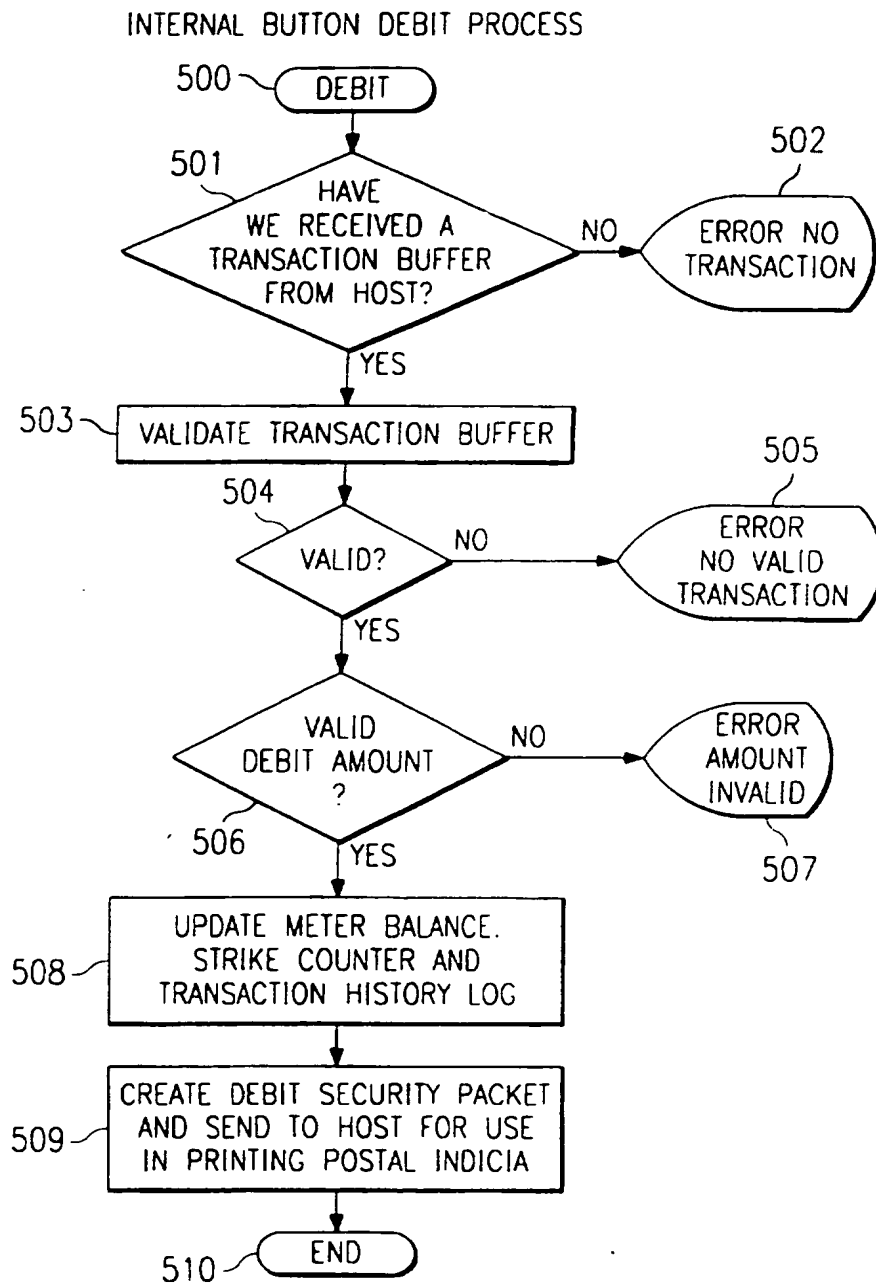 INTERNAL BUTTON DEBIT PROCESS
500
DEBIT
501
HAVE
WE RECEIVED A
TRANSACTION BUFFER
FROM HOST?
NO
502
ERROR NO
TRANSACTION
YES
503
VALIDATE TRANSACTION BUFFER
504
VALID?
NO
505
ERROR
NO VALID
TRANSACTION
YES
VALID
DEBIT AMOUNT
?
506
NO
ERROR
AMOUNT
INVALID
507
YES
508
UPDATE METER BALANCE.
STRIKE COUNTER AND
TRANSACTION HISTORY LOG
509
CREATE DEBIT SECURITY PACKET
AND SEND TO HOST FOR USE
IN PRINTING POSTAL INDICIA
510
END